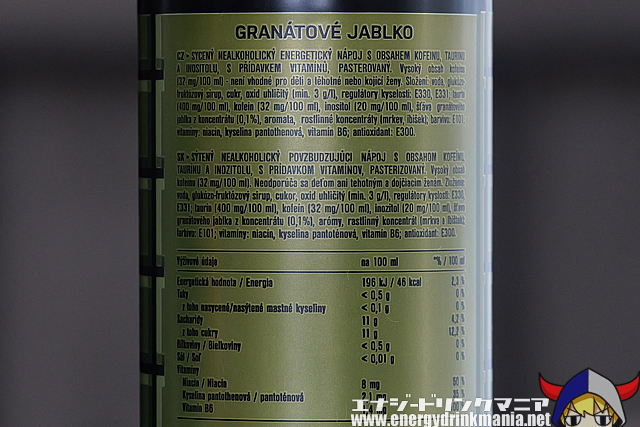 GRANÁTOVÉ JABLKO
CZ • SYCENÝ NEALKOHOLICKÝ ENERGETICKÝ NÁPOJ S OBSAHEM KOFEINU, TAURINU
A INOSITOLU, S PŘÍDAVKEM VITAMÍNŮ, PASTEROVANÝ. Vysoký obsah kofeinu
(32 mg/100 ml) - není vhodné pro děti a těhotné nebo kojící ženy. Složení: voda, glukózo-
fruktózový sirup, cukr, oxid uhličitý (min. 3 g/l), regulátory kyselosti: E330, E331, taurin
(400 mg/100 ml), kofein (32 mg/100 ml), inositol (20 mg/100 ml), šťáva granátového
jablka z koncentrátu (0,1%), aromata, rostlinné koncentráty (mrkev, ibišek); barvivo: E101,
vitaminy: niacin, kyselina pantothenová, vitamin B6; antioxidant: E300.
SK • SÝTENÝ NEALKOHOLICKÝ POVZBUDZUJÚCI NÁPOJ S OBSAHOM KOFEÍNU,
TAURÍNU A INOZITOLU, S PRÍDAVKOM VITAMÍNOV, PASTERIZOVANÝ. Vysoký obsah
kofeínu (32 mg/100 ml). Neodporúča sa deťom ani tehotným a dojčiacim ženám. Zloženie:
voda, glukózo-fruktózový sirup, cukor, oxid uhličitý (min. 3 g/l), regulátory kyslosti: E330,
E331; taurín (400 mg/100 ml), kofeín (32 mg/100 ml), inozitol (20 mg/100 ml), šťava
granátového jablka z koncentrátu (0,1%), arómy, rastlinný koncentrát (mrkva a ibištek);
farbivo: E101; vitamíny: niacín, kyselina pantoténová, vitamín B6; antioxidant: E300.
Výživové údaje na 100 ml *% / 100 ml
Energetická hodnota / Energia 196 kJ / 46 kcal 2,3 %
Tuky < 0,5 g 0 %
z toho nasycené/nasýtené mastné kyseliny < 0,1 g 0 %
Sacharidy 11 g 4,2 %
z toho cukry 11 g 12,2 %
Bílkoviny / Bielkoviny < 0,5 g 0 %
Sůl / Soľ < 0,01 g 0 %
Vitaminy
Niacin / Niacín 8 mg 50 %
Kyselina pantothenová / pantoténová 2,1 mg
Vitamin B6
エナジードリンクマニア
www.energydrinkmania.com